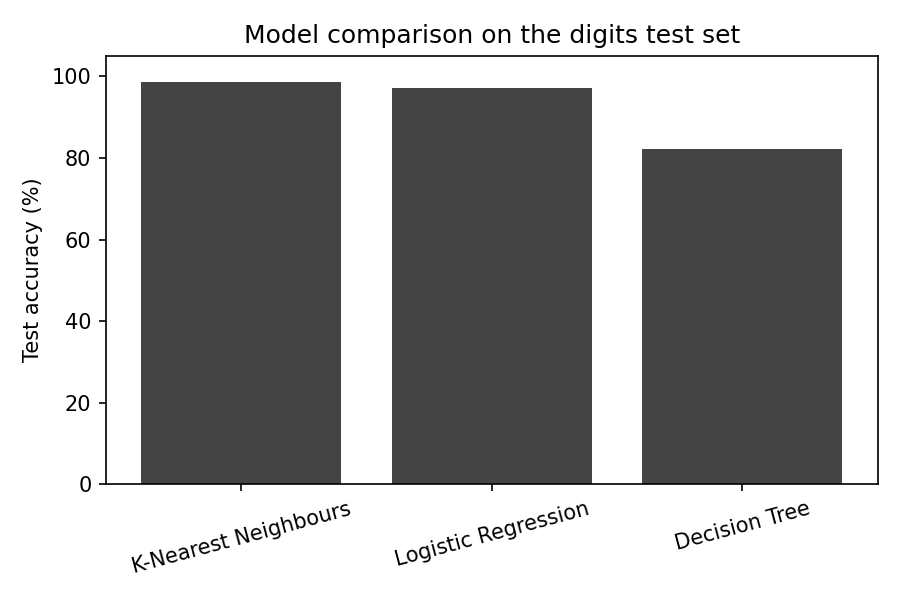 Model comparison on the digits test set
Test accuracy (%)
100
80
60
40
20
0
K-Nearest Neighbours
Logistic Regression
Decision Tree